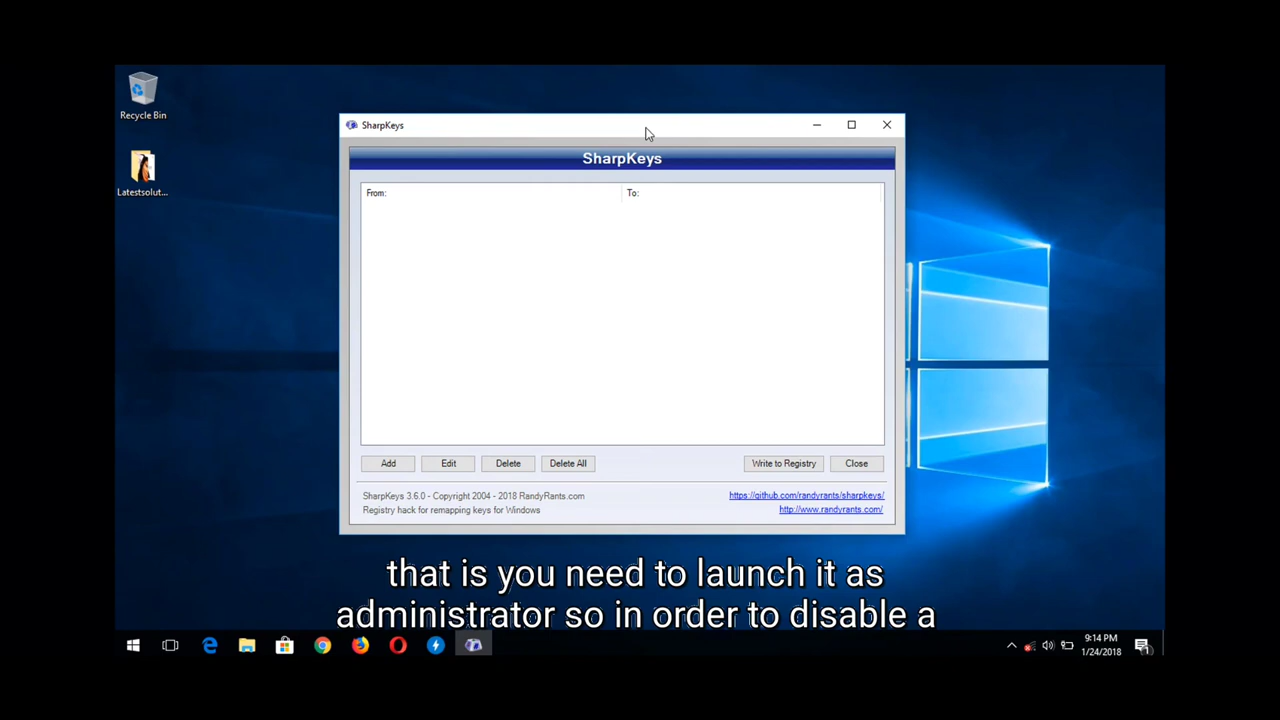 Recycle Bin
Latestsolut...
SharpKeys
SharpKeys
From:
To:
Add
Edit
Delete
Delete All
Write to Registry
Close
SharpKeys 3.6.0 - Copyright 2004 - 2018 RandyRants.com
https://github.com/randyrants/sharpkeys/
Registry hack for remapping keys for Windows
http://www.randyrants.com/
that is you need to launch it as
administrator so in order to disable a
9:14 PM
1/24/2018